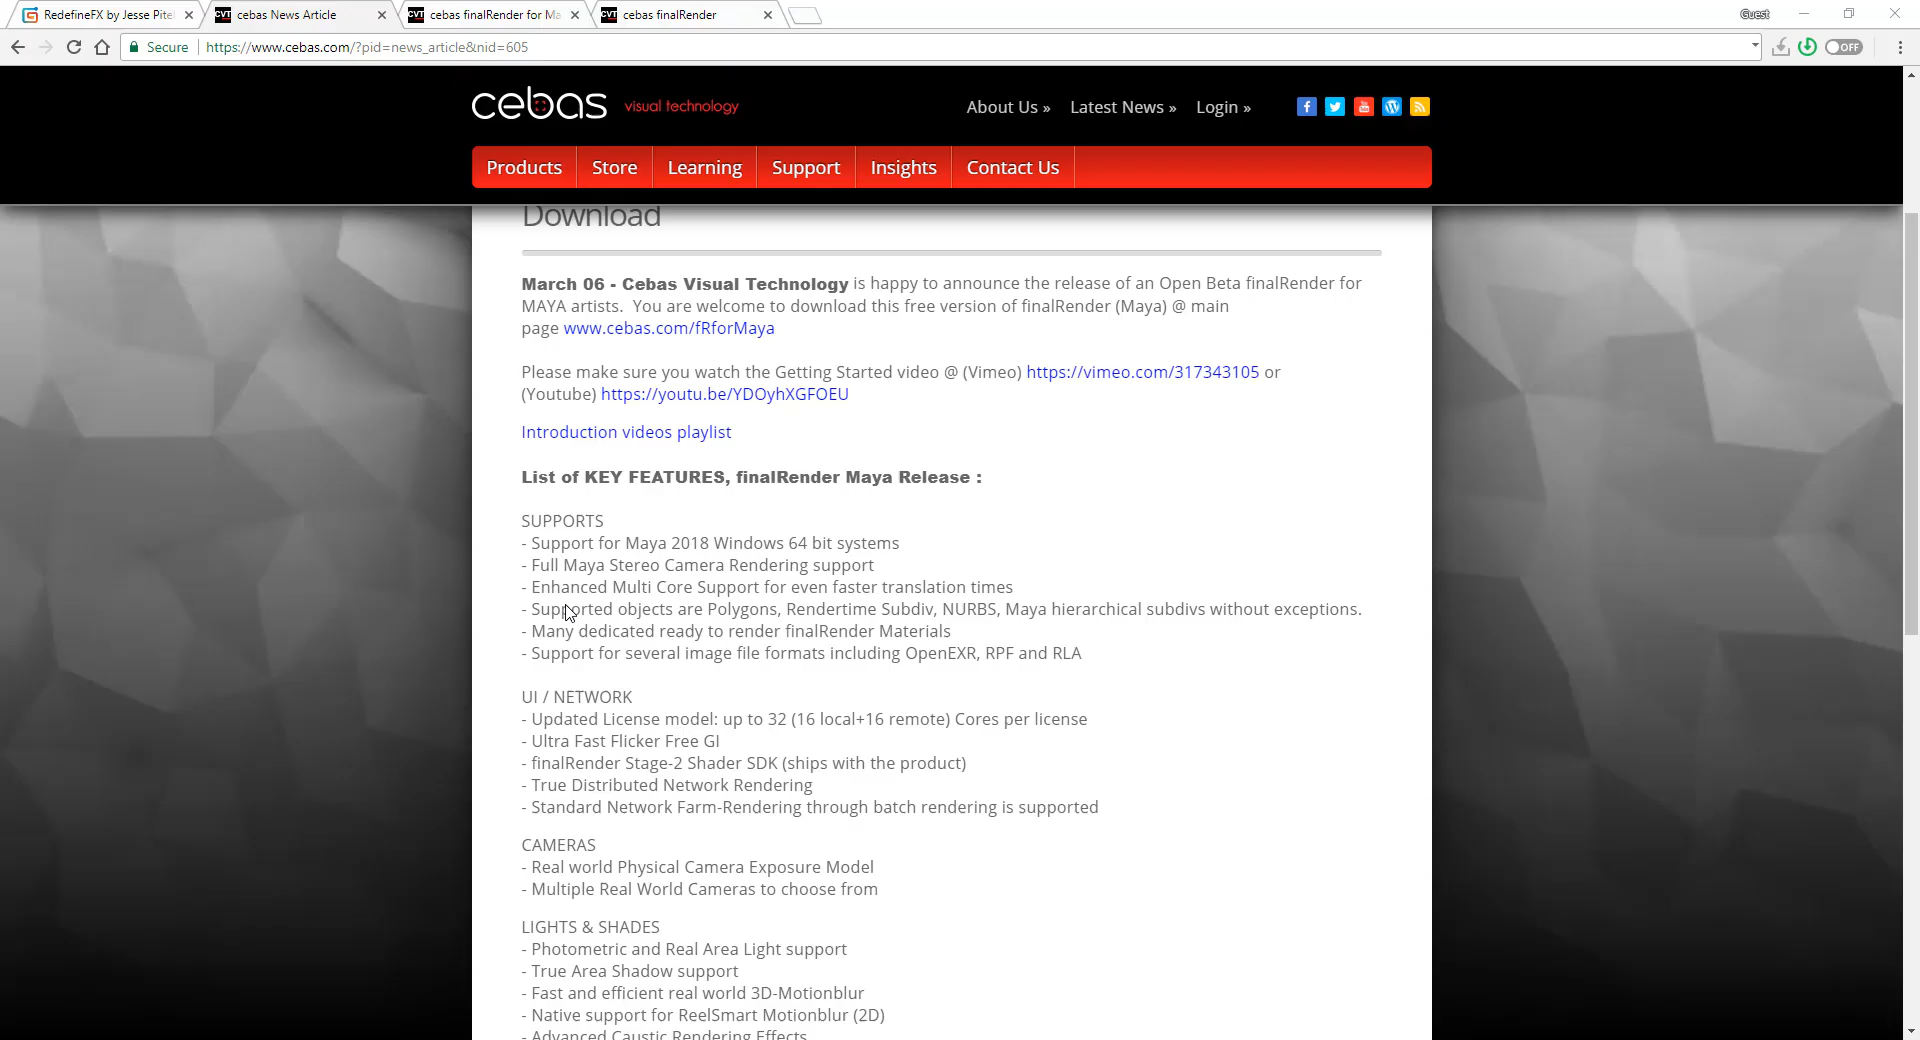 RedefineFX by Jesse Pitel
cebas News Article
cebas finalRender for Ma
cebas finalRender
Guest
Secure
https://www.cebas.com/?pid=news_article&nid=605
OFF
cebas visual technology
About Us »
Latest News »
Login »
Products
Store
Learning
Support
Insights
Contact Us
Download
March 06 - Cebas Visual Technology is happy to announce the release of an Open Beta finalRender for
MAYA artists. You are welcome to download this free version of finalRender (Maya) @ main
page www.cebas.com/fRforMaya
Please make sure you watch the Getting Started video @ (Vimeo) https://vimeo.com/317343105 or
(Youtube) https://youtu.be/YDOyhXGFOEU
Introduction videos playlist
List of KEY FEATURES, finalRender Maya Release :
SUPPORTS
- Support for Maya 2018 Windows 64 bit systems
- Full Maya Stereo Camera Rendering support
- Enhanced Multi Core Support for even faster translation times
- Supported objects are Polygons, Rendertime Subdiv, NURBS, Maya hierarchical subdivs without exceptions.
- Many dedicated ready to render finalRender Materials
- Support for several image file formats including OpenEXR, RPF and RLA
UI / NETWORK
- Updated License model: up to 32 (16 local+16 remote) Cores per license
- Ultra Fast Flicker Free GI
- finalRender Stage-2 Shader SDK (ships with the product)
- True Distributed Network Rendering
- Standard Network Farm-Rendering through batch rendering is supported
CAMERAS
- Real world Physical Camera Exposure Model
- Multiple Real World Cameras to choose from
LIGHTS & SHADES
- Photometric and Real Area Light support
- True Area Shadow support
- Fast and efficient real world 3D-Motionblur
- Native support for ReelSmart Motionblur (2D)
- Advanced Caustic Rendering Effects